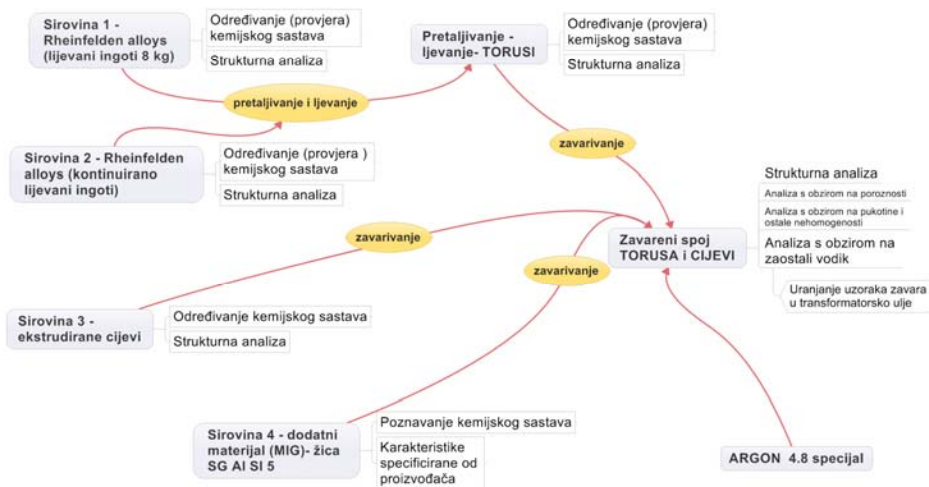 Sirovina 1 -
Rheinfelden alloys
(lijevani ingoti 8 kg)
Određivanje (provjera)
kemijskog sastava
Strukturna analiza
Pretaljivanje -
ljevanje- TORUSI
Određivanje (provjera)
kemijskog sastava
Strukturna analiza
pretaljivanje i ljevanje
zavarivanje
Sirovina 2 - Rheinfelden
alloys (kontinuirano
lijevani ingoti)
Određivanje (provjera )
kemijskog sastava
Strukturna analiza
Strukturna analiza
Analiza s obzirom na poroznosti
Analiza s obzirom na pukotine i
ostale nehomogenosti
Analiza s obzirom na
zaostali vodik
Uranjanje uzoraka zavara
u transformatorsko ulje
Zavareni spoj
TORUSA i CIJEVI
zavarivanje
zavarivanje
Sirovina 3 -
ekstrudirane cijevi
Određivanje kemijskog sastava
Strukturna analiza
Sirovina 4 - dodatni
materijal (MIG)- žica
SG Al SI 5
Poznavanje kemijskog sastava
Karakteristike
specificirane od
proizvođača
ARGON 4.8 specijal